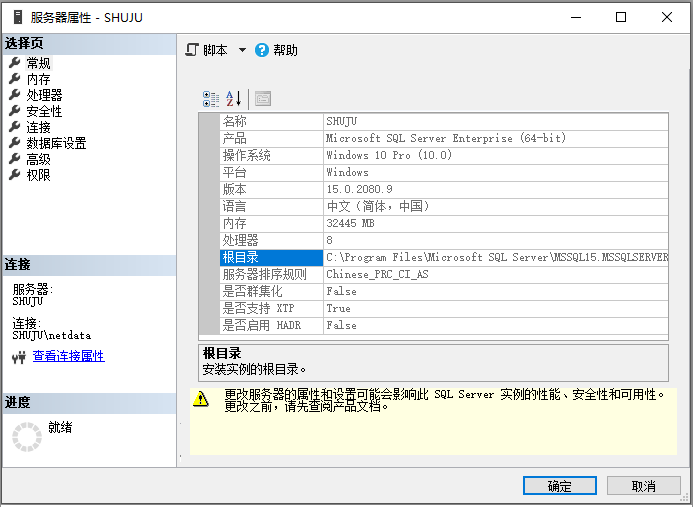 服务器属性 - SHUJU
选择页
常规
内存
处理器
安全性
连接
数据库设置
高级
权限
连接
服务器:
SHUJU
连接:
SHUJU\netdata
查看连接属性
进度
就绪
脚本 帮助
名称 SHUJU
产品 Microsoft SQL Server Enterprise (64-bit)
操作系统 Windows 10 Pro (10.0)
平台 Windows
版本 15.0.2080.9
语言 中文(简体，中国)
内存 32445 MB
处理器 8
根目录 C:\Program Files\Microsoft SQL Server\MSSQL15.MSSQLSERVER
服务器排序规则 Chinese_PRC_CI_AS
是否群集化 False
是否支持 XTP True
是否启用 HADR False
根目录
安装实例的根目录。
更改服务器的属性和设置可能会影响此 SQL Server 实例的性能、安全性和可用性。
更改之前，请先查阅产品文档。
确定 取消